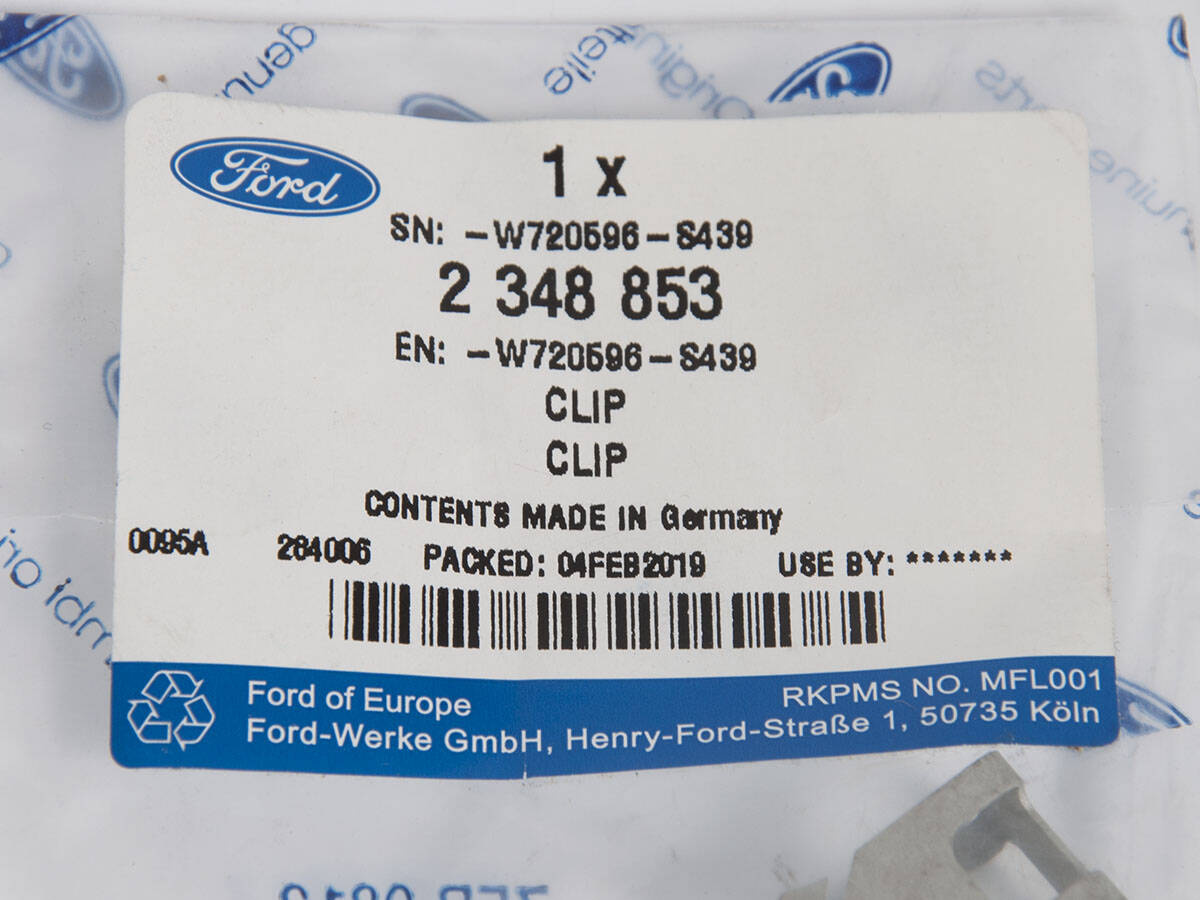 Ford
1 x
SN: -W720596-S439
2 348 853
EN: -W720596-S439
CLIP
CLIP
CONTENTS MADE IN Germany
0095A 284006 PACKED: 04FEB2019 USE BY: *******
Ford of Europe
RKPMS NO. MFL001
Ford-Werke GmbH, Henry-Ford-Straße 1, 50735 Köln